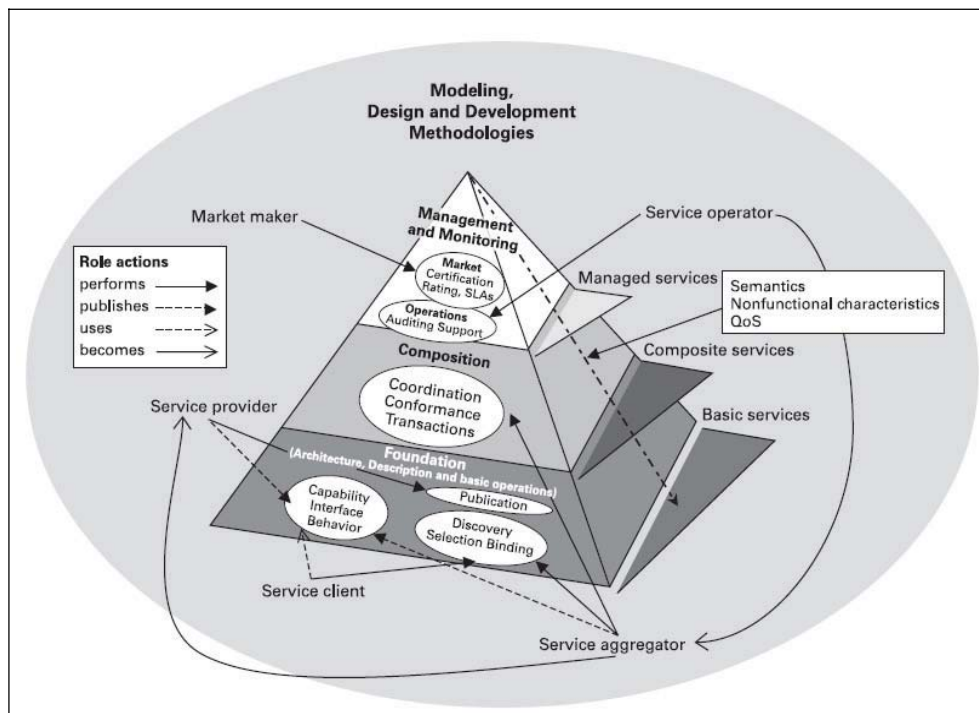 Modeling,
Design and Development
Methodologies
Market maker
Service operator
Management
and Monitoring
Role actions
performs
publishes
uses
becomes
Market
Certification
Rating, SLAs
Managed services
Semantics
Nonfunctional characteristics
QoS
Operations
Auditing Support
Composition
Composite services
Coordination
Conformance
Transactions
Service provider
Basic services
Foundation
(Architecture, Description and basic operations)
Capability
Interface
Behavior
Publication
Discovery
Selection Binding
Service client
Service aggregator